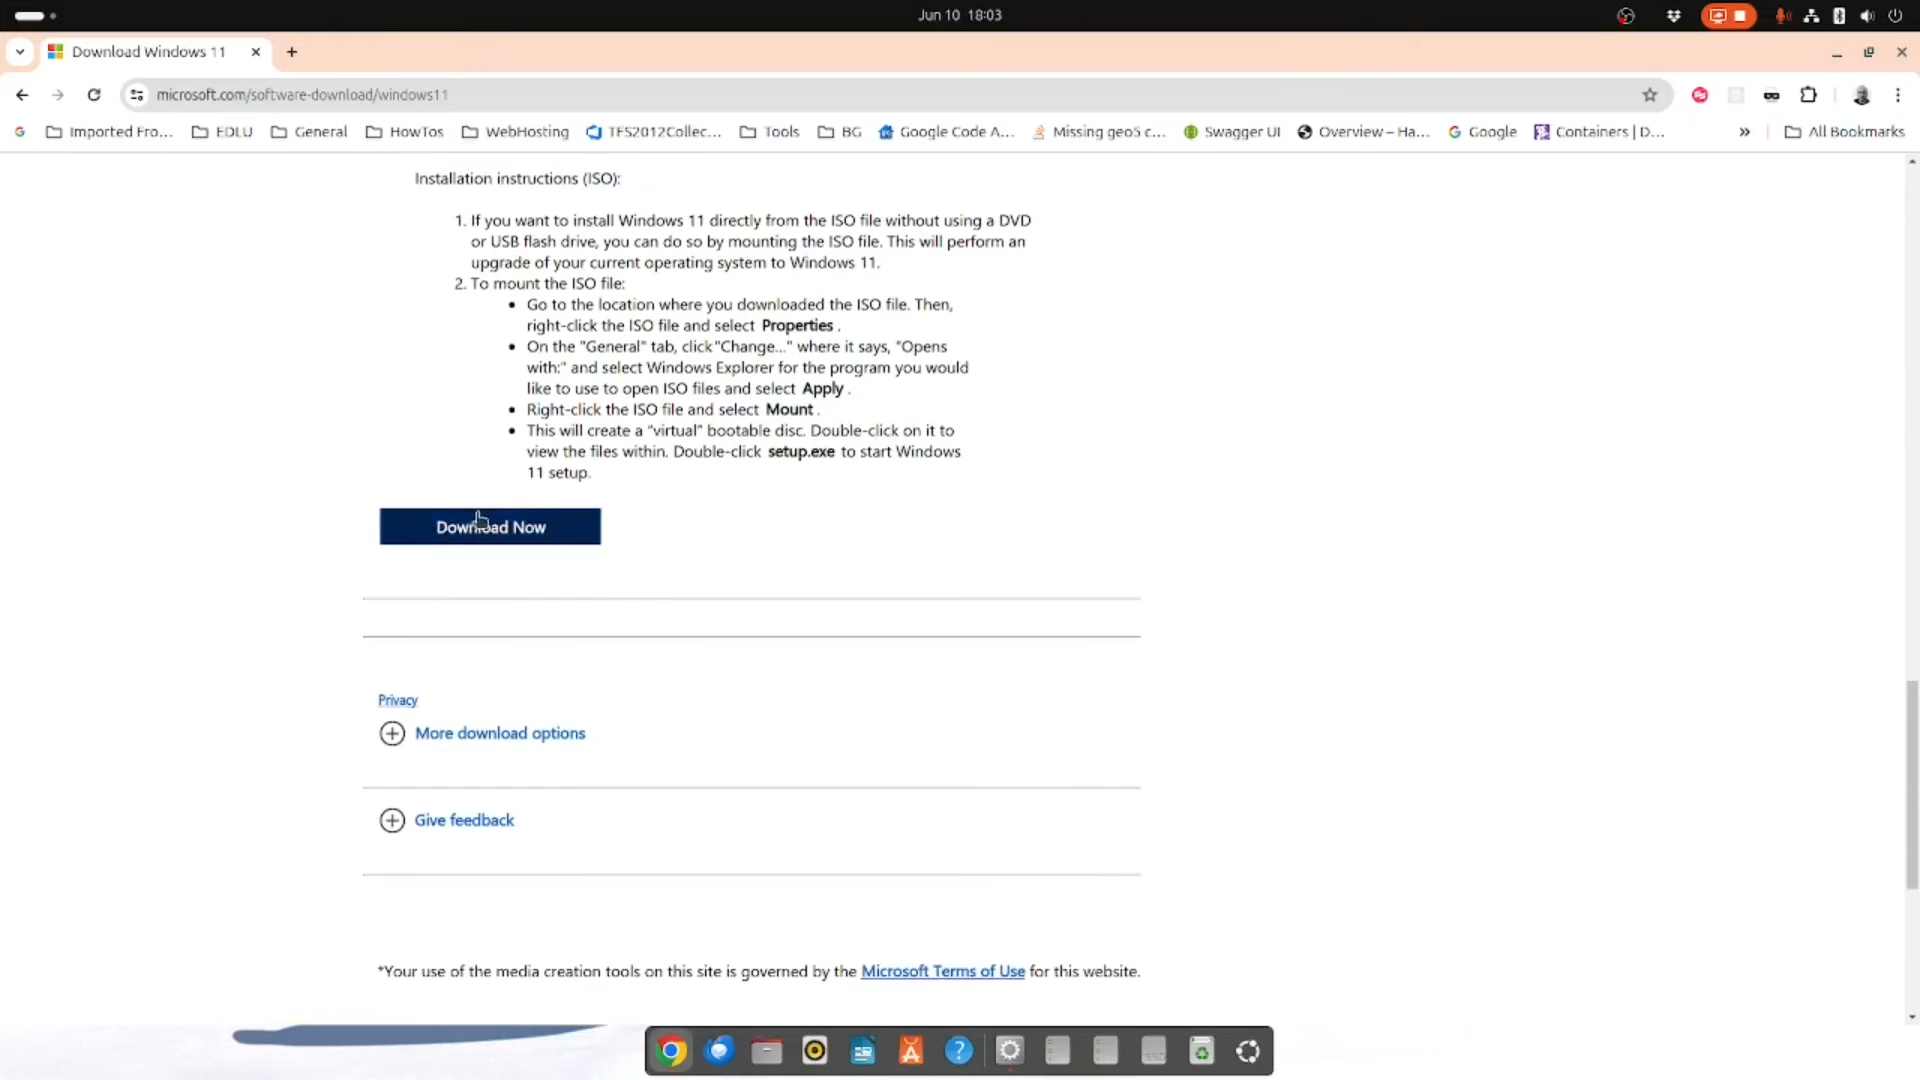 Jun 10 18:03
Download Windows 11
microsoft.com/software-download/windows11
Imported Fro... EDLU General HowTos WebHosting TFS2012Collec... Tools BG Google Code A... Missing geo5 c... Swagger UI Overview – Ha... Google Containers | D... » All Bookmarks
Installation instructions (ISO):
1. If you want to install Windows 11 directly from the ISO file without using a DVD
or USB flash drive, you can do so by mounting the ISO file. This will perform an
upgrade of your current operating system to Windows 11.
2. To mount the ISO file:
• Go to the location where you downloaded the ISO file. Then,
right-click the ISO file and select Properties .
• On the "General" tab, click"Change..." where it says, "Opens
with:" and select Windows Explorer for the program you would
like to use to open ISO files and select Apply .
• Right-click the ISO file and select Mount .
• This will create a "virtual" bootable disc. Double-click on it to
view the files within. Double-click setup.exe to start Windows
11 setup.
Download Now
Privacy
More download options
Give feedback
*Your use of the media creation tools on this site is governed by the Microsoft Terms of Use for this website.